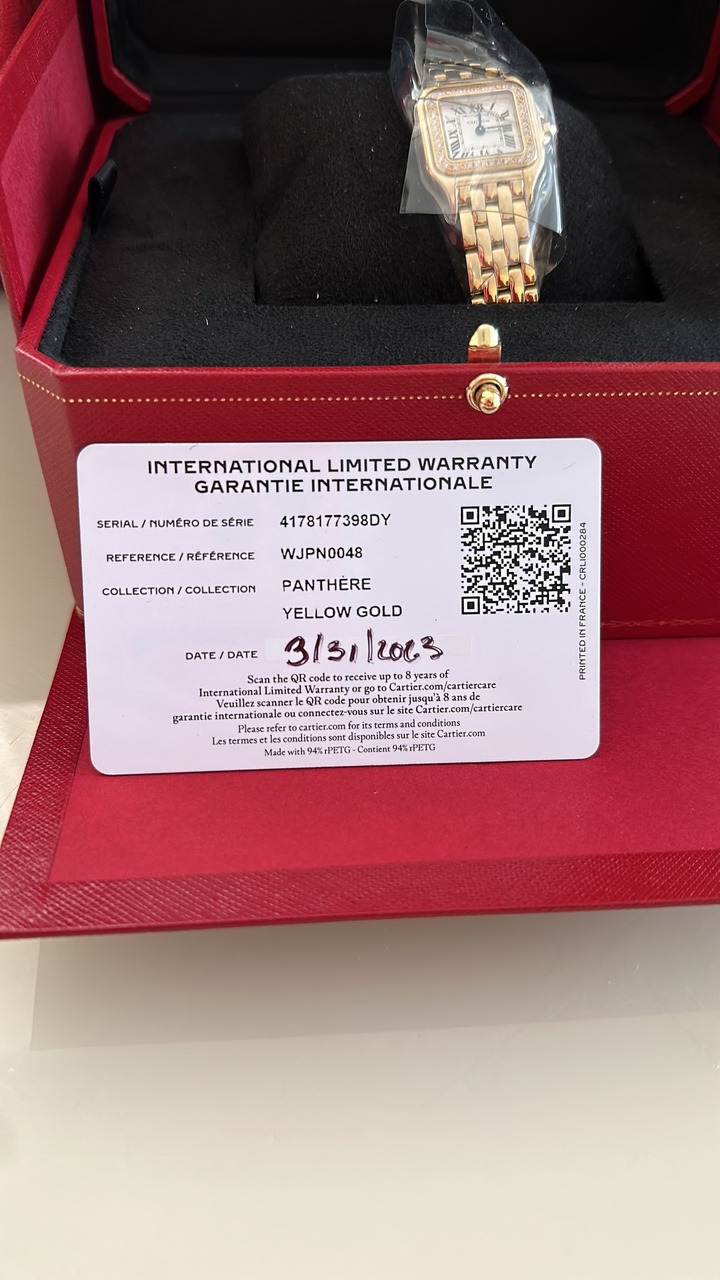 INTERNATIONAL LIMITED WARRANTY
GARANTIE INTERNATIONALE
SERIAL / NUMÉRO DE SÉRIE 4178177398DY
REFERENCE / RÉFÉRENCE WJPN0048
COLLECTION / COLLECTION PANTHÈRE
YELLOW GOLD
DATE / DATE 3/31/2023
Scan the QR code to receive up to 8 years of
International Limited Warranty or go to Cartier.com/cartiercare
Veuillez scanner le QR code pour obtenir jusqu'à 8 ans de
garantie internationale ou connectez-vous sur le site Cartier.com/cartiercare
Please refer to cartier.com for its terms and conditions
Les termes et les conditions sont disponibles sur le site Cartier.com
Made with 94% rPETG - Contient 94% rPETG
PRINTED IN FRANCE - CRLI000284